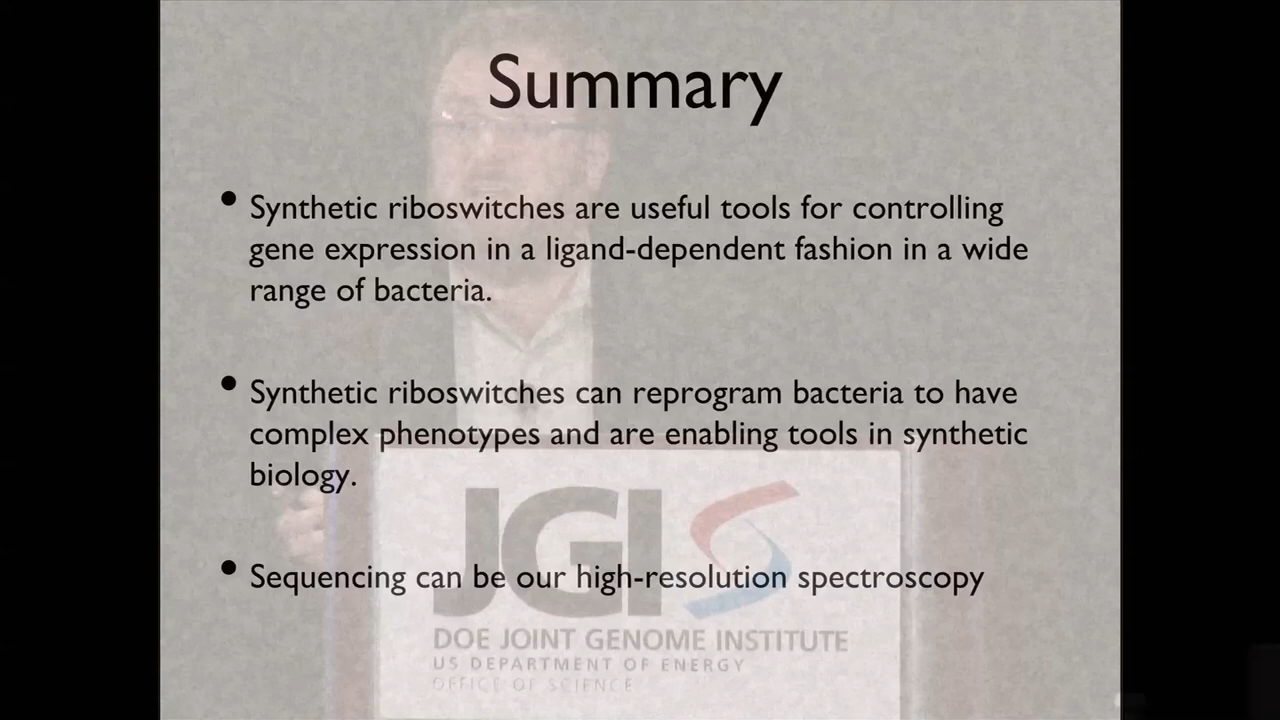 Summary
• Synthetic riboswitches are useful tools for controlling
gene expression in a ligand-dependent fashion in a wide
range of bacteria.
• Synthetic riboswitches can reprogram bacteria to have
complex phenotypes and are enabling tools in synthetic
biology.
• Sequencing can be our high-resolution spectroscopy
JGI
DOE JOINT GENOME INSTITUTE
US DEPARTMENT OF ENERGY
OFFICE OF SCIENCE